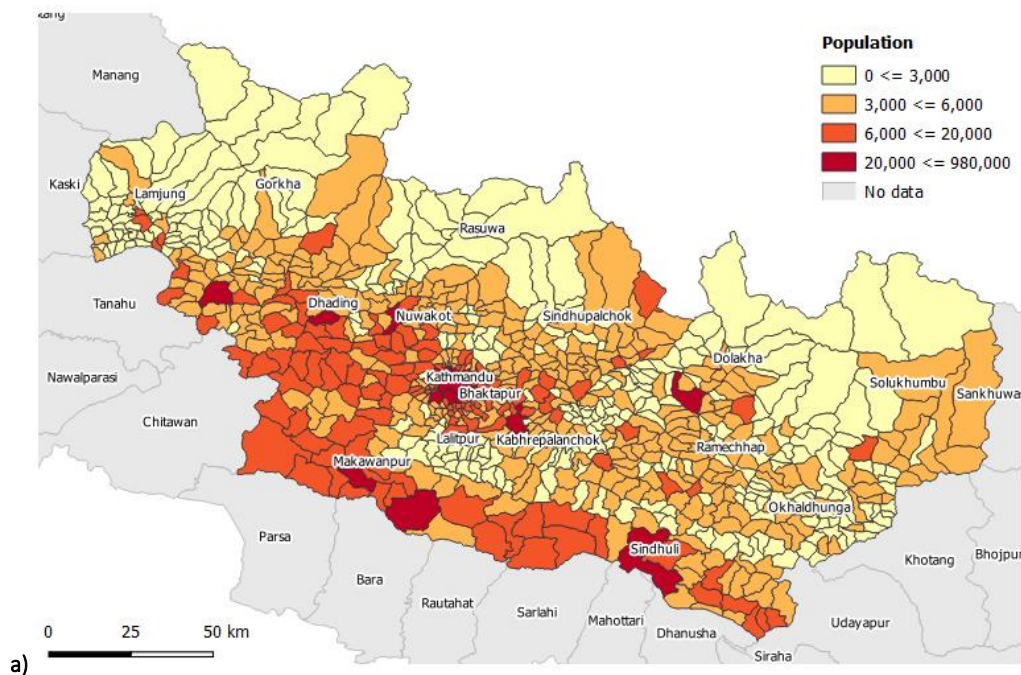 Manang
Population
0 <= 3,000
3,000 <= 6,000
6,000 <= 20,000
20,000 <= 980,000
No data
Kaski
Lamjung
Gorkha
Rasuwa
Tanahu
Dhading
Nuwakot
Sindhupalchok
Dolakha
Nawalparasi
Kathmandu
Bhaktapur
Solukhumbu
Sankhuwa
Chitawan
Lalitpur
Kabhrepalanchok
Ramechhap
Makawanpur
Okhaldhunga
Parsa
Sindhuli
Khotang
Bhojpur
Bara
Rautahat
Sarlahi
Mahottari
Udayapur
Dhanusha
Siraha
0 25 50 km
a)